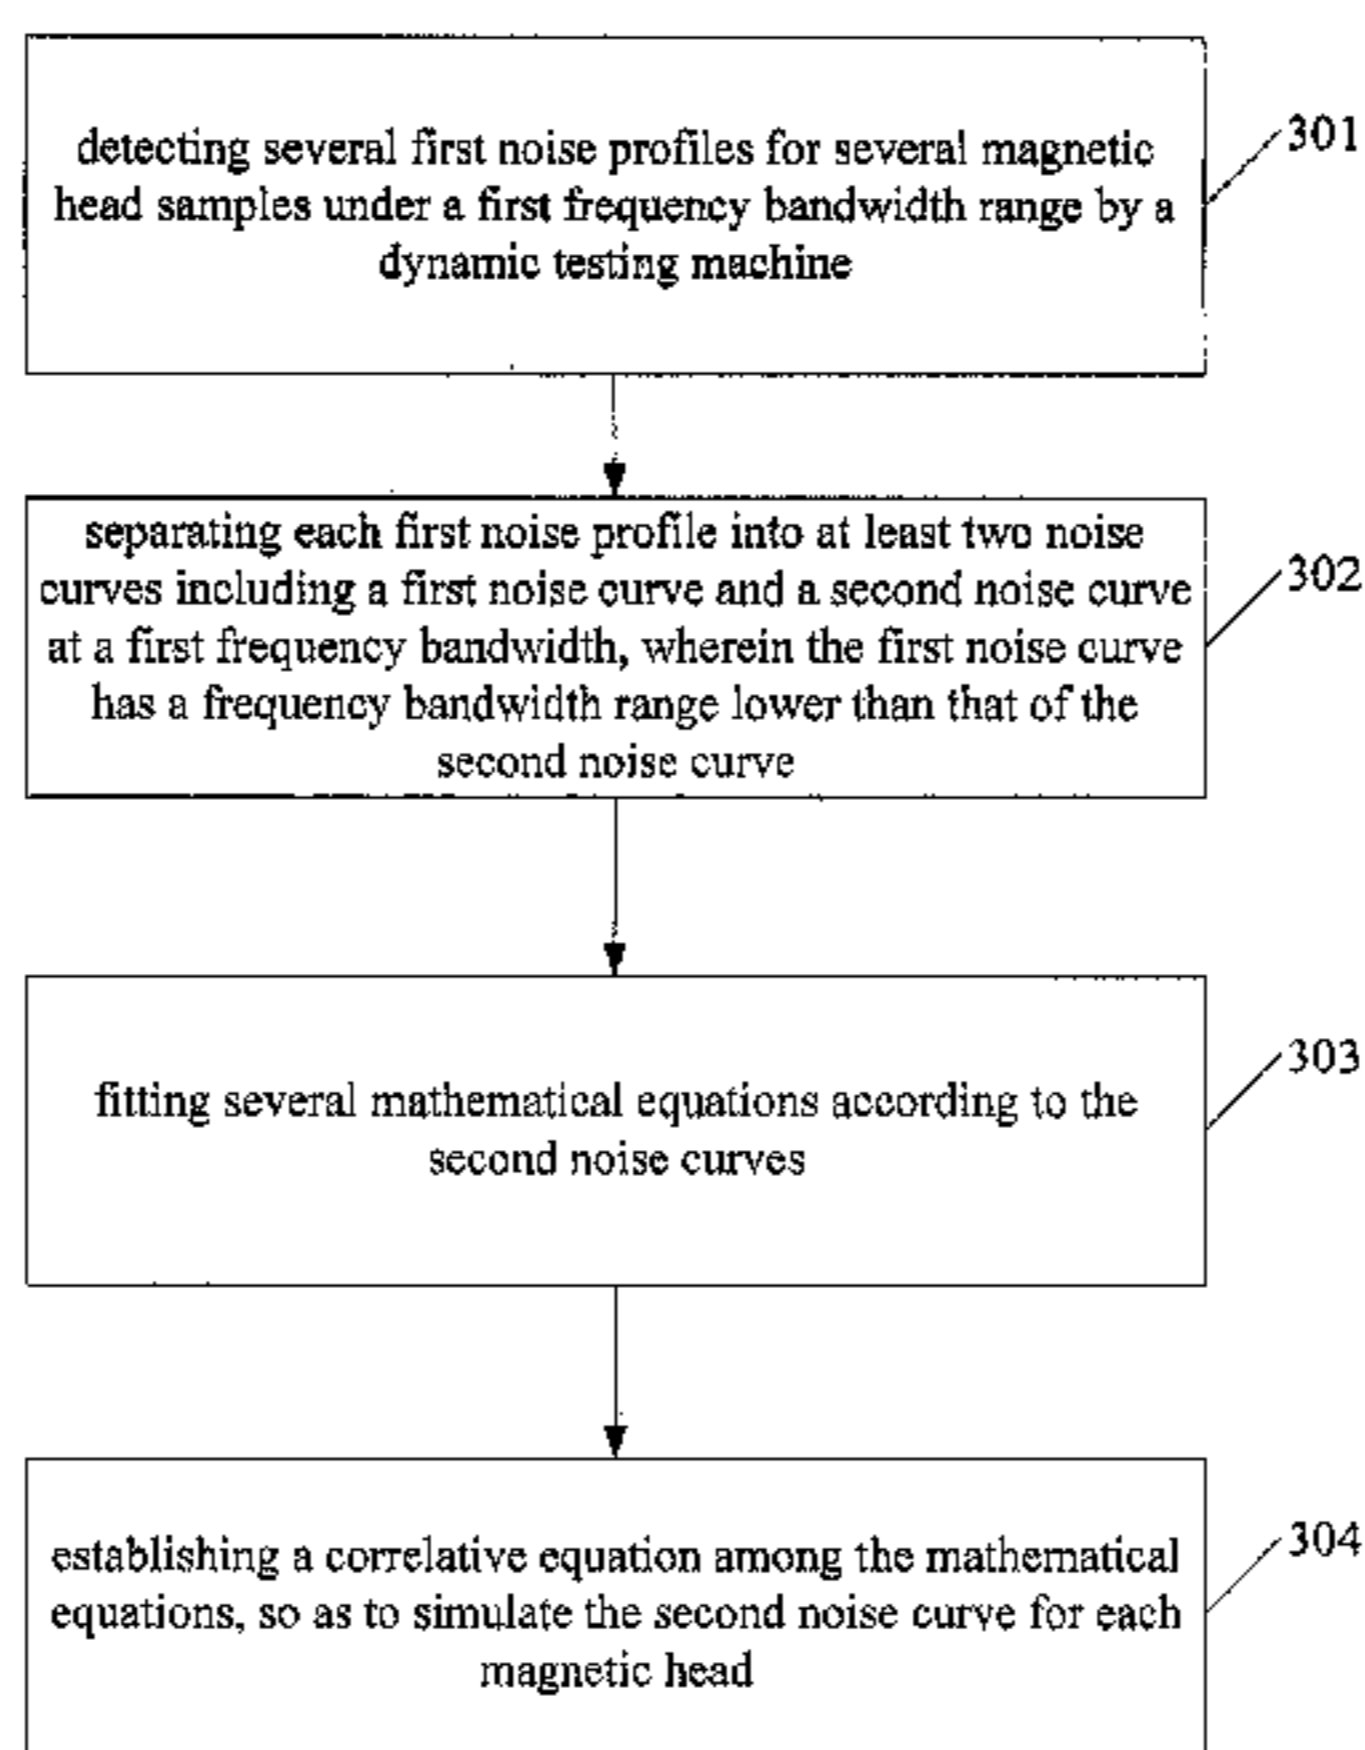 detecting several first noise profiles for several magnetic
head samples under a first frequency bandwidth range by a
dynamic testing machine
301
separating each first noise profile into at least two noise
curves including a first noise curve and a second noise curve
at a first frequency bandwidth, wherein the first noise curve
has a frequency bandwidth range lower than that of the
second noise curve
302
fitting several mathematical equations according to the
second noise curves
303
establishing a correlative equation among the mathematical
equations, so as to simulate the second noise curve for each
magnetic head
304